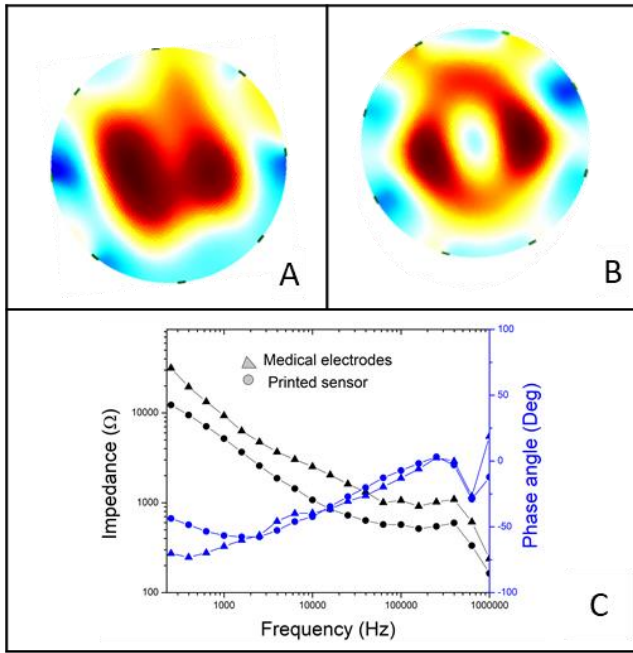 A
B
Medical electrodes
Printed sensor
Impedance (Ω)
10000
1000
100
100
50
0
-50
-100
Phase angle (Deg)
1000
10000
100000
1000000
Frequency (Hz)
C